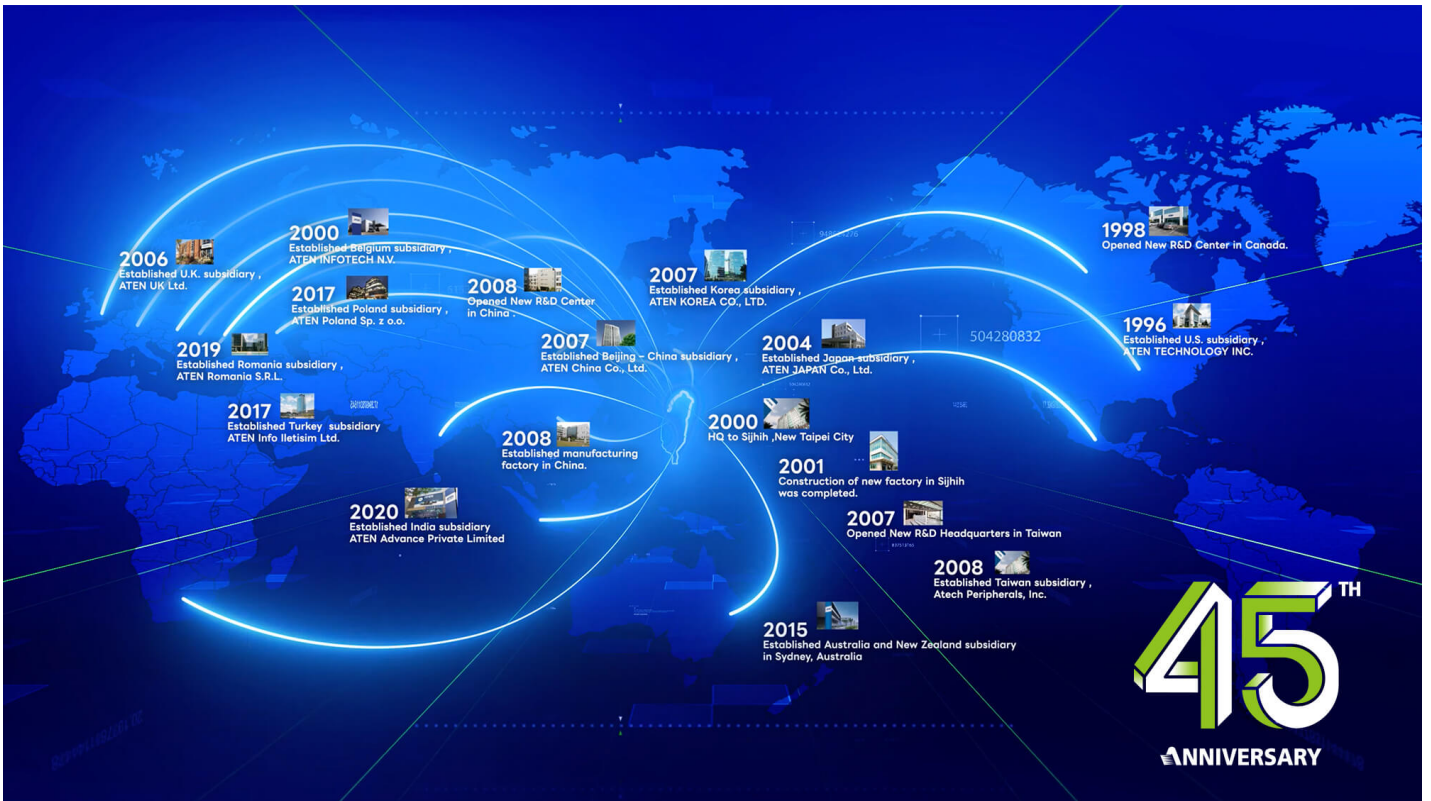 2006
Established U.K. subsidiary ,
ATEN UK Ltd.
2000
Established Belgium subsidiary ,
ATEN INFOTECH N.V.
2017
Established Poland subsidiary ,
ATEN Poland Sp. z o.o.
2019
Established Romania subsidiary ,
ATEN Romania S.R.L.
2017
Established Turkey subsidiary
ATEN Info Iletisim Ltd.
2008
Opened New R&D Center
in China .
2007
Established Beijing – China subsidiary ,
ATEN China Co., Ltd.
2008
Established manufacturing
factory in China.
2020
Established India subsidiary
ATEN Advance Private Limited
2007
Established Korea subsidiary ,
ATEN KOREA CO., LTD.
2004
Established Japan subsidiary ,
ATEN JAPAN Co., Ltd.
2000
HQ to Sijhih ,New Taipei City
2001
Construction of new factory in Sijhih
was completed.
2007
Opened New R&D Headquarters in Taiwan
2008
Established Taiwan subsidiary ,
Atech Peripherals, Inc.
2015
Established Australia and New Zealand subsidiary
in Sydney, Australia
1998
Opened New R&D Center in Canada.
1996
Established U.S. subsidiary ,
ATEN TECHNOLOGY INC.
504280832
45TH
ANNIVERSARY